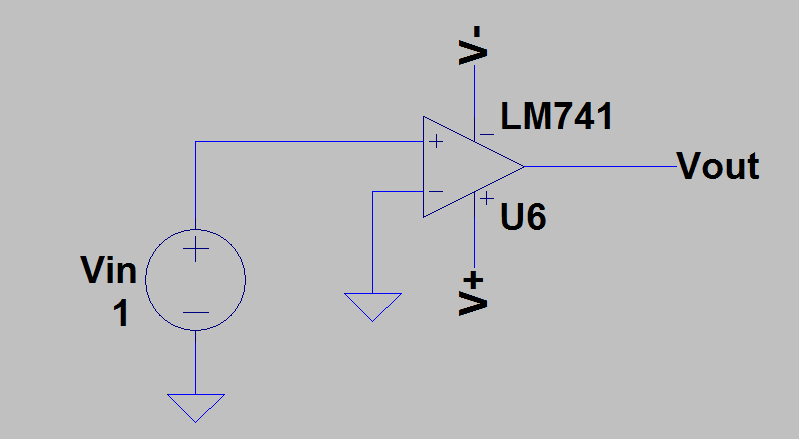 V-
LM741
+
−
Vout
−
+
U6
+
−
Vin
1
V+